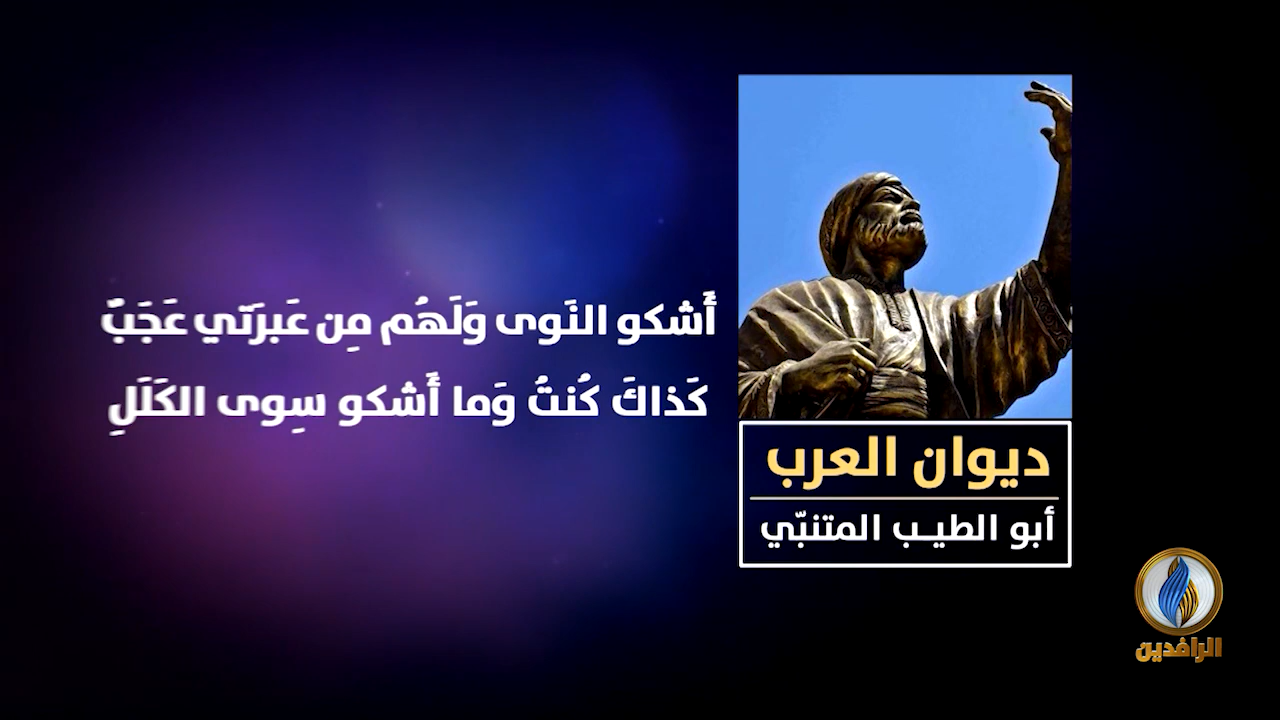 أَشكو النَوى وَلَهُم مِن عَبرَتي عَجَبٌ
كَذاكَ كُنتُ وَما أَشكو سِوى الكَلَلِ
ديوان العرب
أبو الطيب المتنبّي
الرافدين